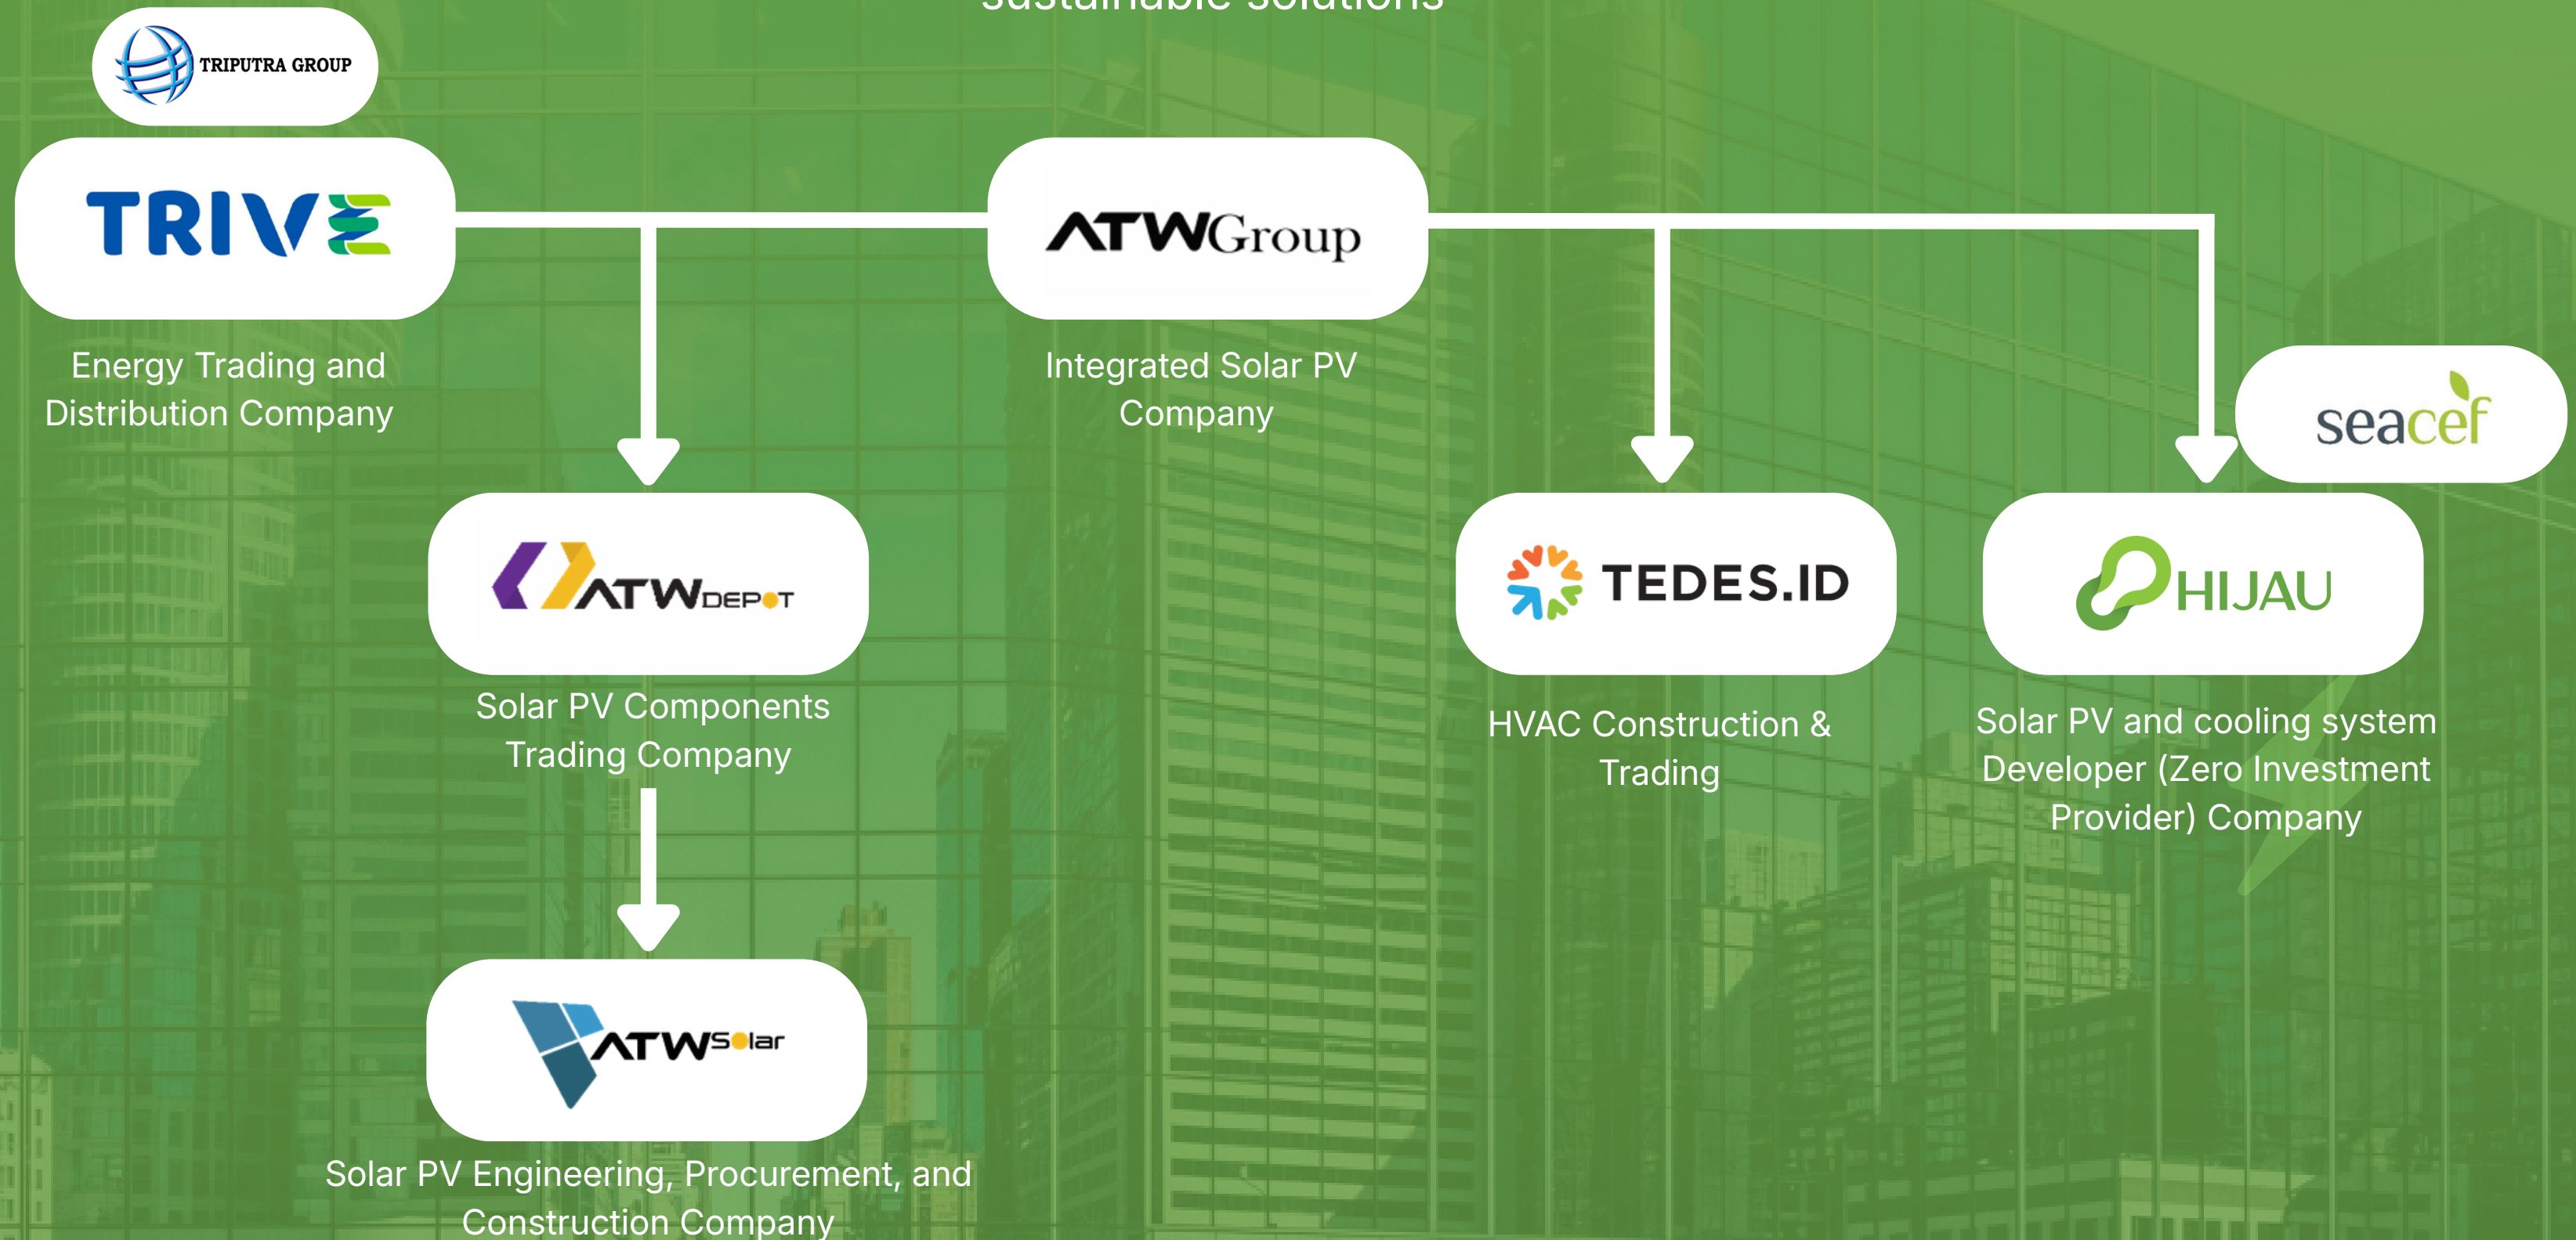 sustainable solutions
TRIPUTRA GROUP
TRIVE
ATWGroup
Energy Trading and
Distribution Company
Integrated Solar PV
Company
seacef
ATWDEPOT
TEDES.ID
HIJAU
Solar PV Components
Trading Company
HVAC Construction &
Trading
Solar PV and cooling system
Developer (Zero Investment
Provider) Company
ATWSolar
Solar PV Engineering, Procurement, and
Construction Company